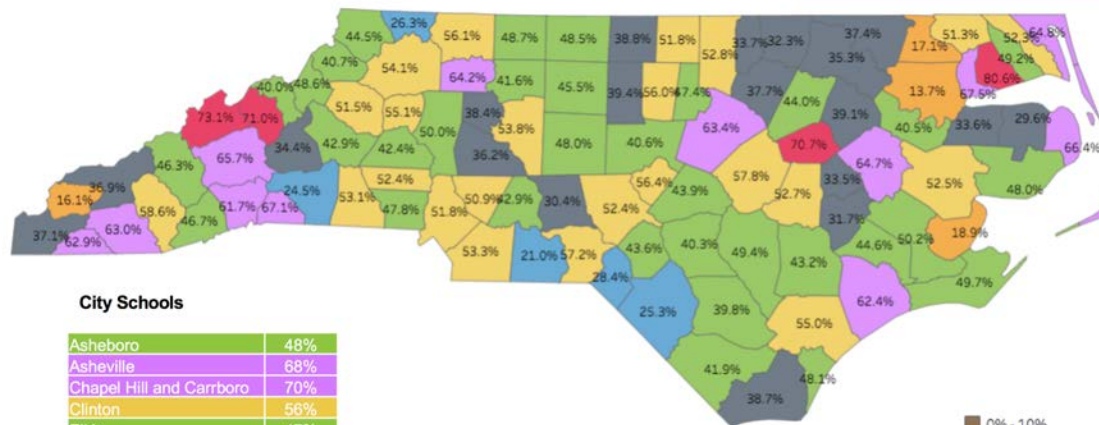 26.3%
44.5% 56.1% 48.7% 48.5% 38.8% 51.8% 52.8% 33.7% 32.3% 37.4% 17.1% 51.3% 52.3% 64.8%
40.7% 54.1% 35.3% 49.2%
40.0% 48.6% 64.2% 41.6% 45.5% 39.4% 56.0% 47.4% 37.7% 44.0% 13.7% 67.5% 80.6%
73.1% 71.0% 51.5% 55.1% 50.0% 38.4% 53.8% 63.4% 39.1% 40.5% 33.6% 29.6%
34.4% 42.9% 42.4% 36.2% 48.0% 40.6% 70.7% 66.4%
46.3% 65.7% 64.7%
36.9% 24.5% 52.4% 56.4% 43.9% 57.8% 52.7% 33.5% 52.5% 48.0%
16.1% 58.6% 46.7% 61.7% 67.1% 53.1% 47.8% 51.8% 50.9% 42.9% 30.4% 52.4% 31.7% 18.9%
37.1% 62.9% 63.0% 53.3% 21.0% 57.2% 43.6% 40.3% 49.4% 43.2% 44.6% 50.2%
28.4% 49.7%
25.3% 39.8% 55.0% 62.4%
41.9% 38.7% 48.1%
City Schools
Asheboro 48%
Asheville 68%
Chapel Hill and Carrboro 70%
Clinton 56%
0% - 10%